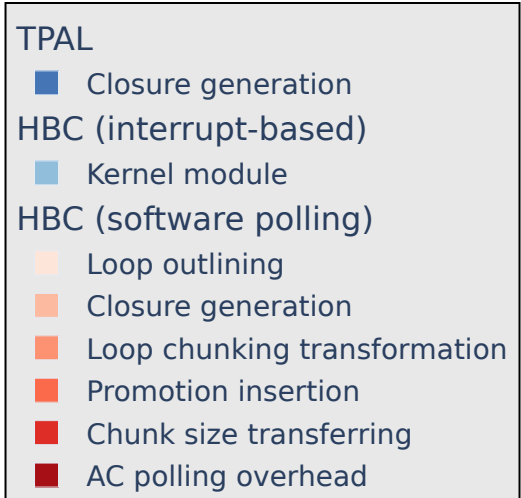 TPAL
Closure generation
HBC (interrupt-based)
Kernel module
HBC (software polling)
Loop outlining
Closure generation
Loop chunking transformation
Promotion insertion
Chunk size transferring
AC polling overhead